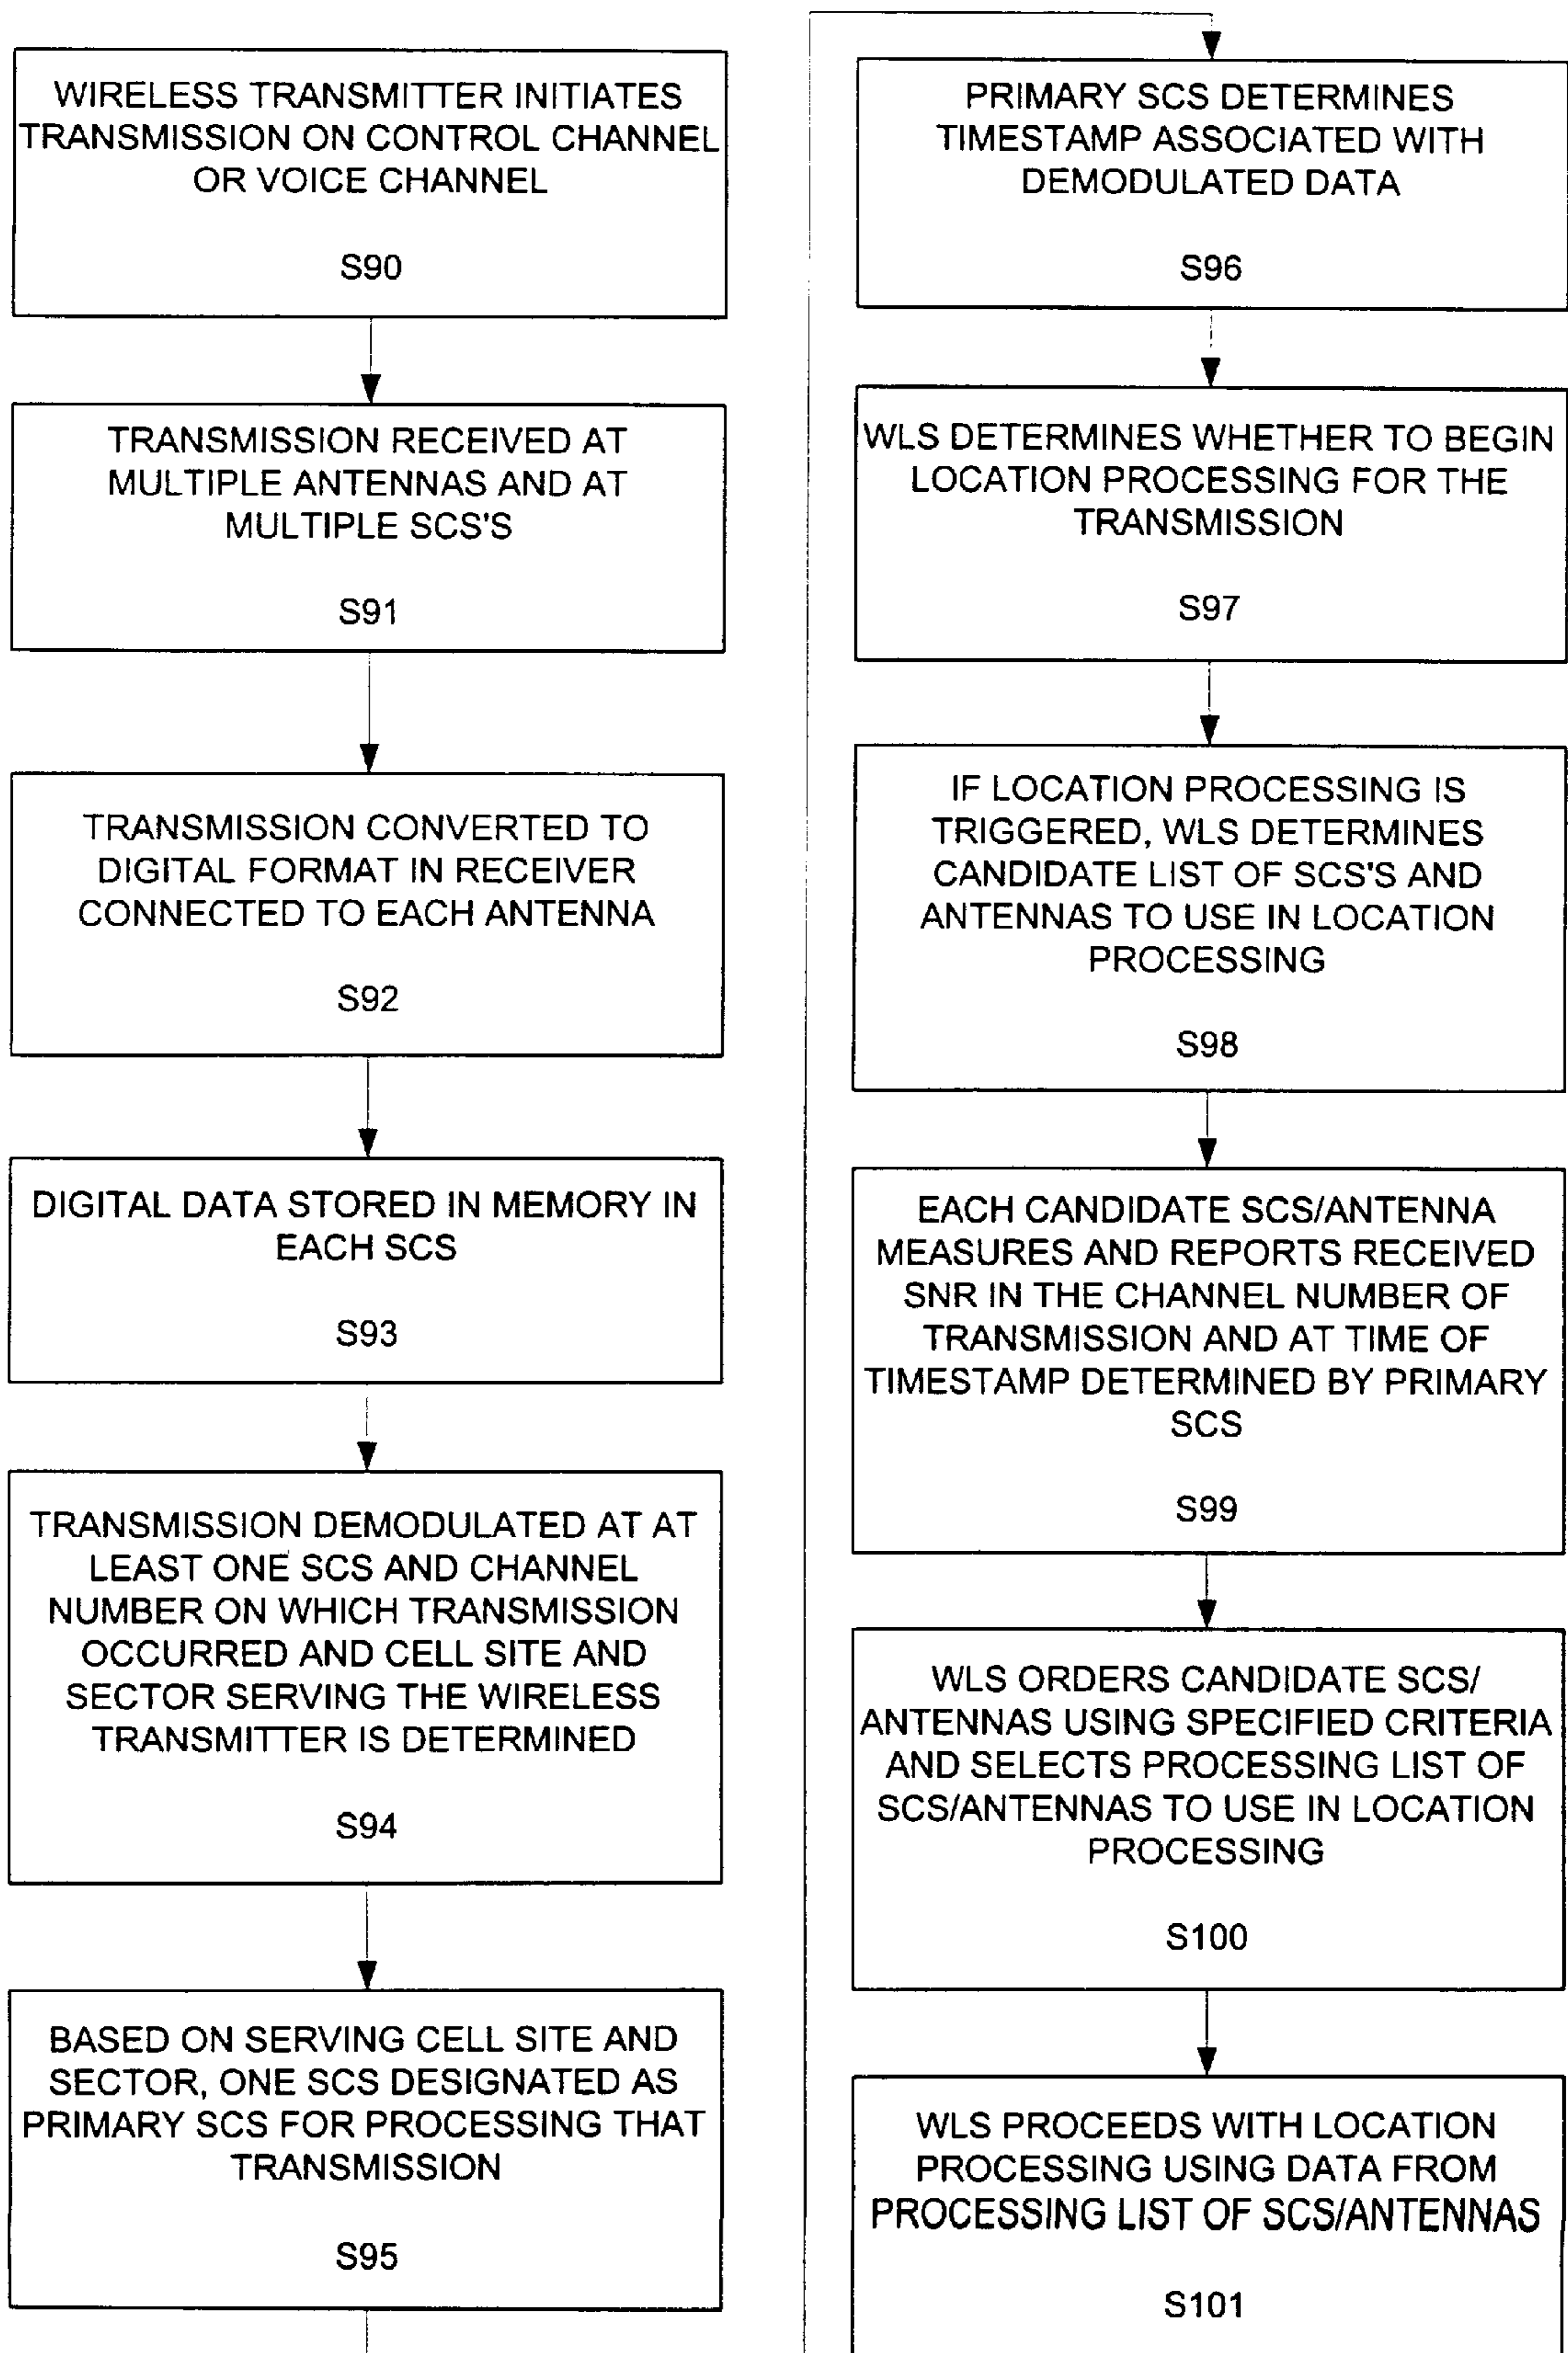 WIRELESS TRANSMITTER INITIATES
TRANSMISSION ON CONTROL CHANNEL
OR VOICE CHANNEL
S90
TRANSMISSION RECEIVED AT
MULTIPLE ANTENNAS AND AT
MULTIPLE SCS'S
S91
TRANSMISSION CONVERTED TO
DIGITAL FORMAT IN RECEIVER
CONNECTED TO EACH ANTENNA
S92
DIGITAL DATA STORED IN MEMORY IN
EACH SCS
S93
TRANSMISSION DEMODULATED AT AT
LEAST ONE SCS AND CHANNEL
NUMBER ON WHICH TRANSMISSION
OCCURRED AND CELL SITE AND
SECTOR SERVING THE WIRELESS
TRANSMITTER IS DETERMINED
S94
BASED ON SERVING CELL SITE AND
SECTOR, ONE SCS DESIGNATED AS
PRIMARY SCS FOR PROCESSING THAT
TRANSMISSION
S95
PRIMARY SCS DETERMINES
TIMESTAMP ASSOCIATED WITH
DEMODULATED DATA
S96
WLS DETERMINES WHETHER TO BEGIN
LOCATION PROCESSING FOR THE
TRANSMISSION
S97
IF LOCATION PROCESSING IS
TRIGGERED, WLS DETERMINES
CANDIDATE LIST OF SCS'S AND
ANTENNAS TO USE IN LOCATION
PROCESSING
S98
EACH CANDIDATE SCS/ANTENNA
MEASURES AND REPORTS RECEIVED
SNR IN THE CHANNEL NUMBER OF
TRANSMISSION AND AT TIME OF
TIMESTAMP DETERMINED BY PRIMARY
SCS
S99
WLS ORDERS CANDIDATE SCS/
ANTENNAS USING SPECIFIED CRITERIA
AND SELECTS PROCESSING LIST OF
SCS/ANTENNAS TO USE IN LOCATION
PROCESSING
S100
WLS PROCEEDS WITH LOCATION
PROCESSING USING DATA FROM
PROCESSING LIST OF SCS/ANTENNAS
S101